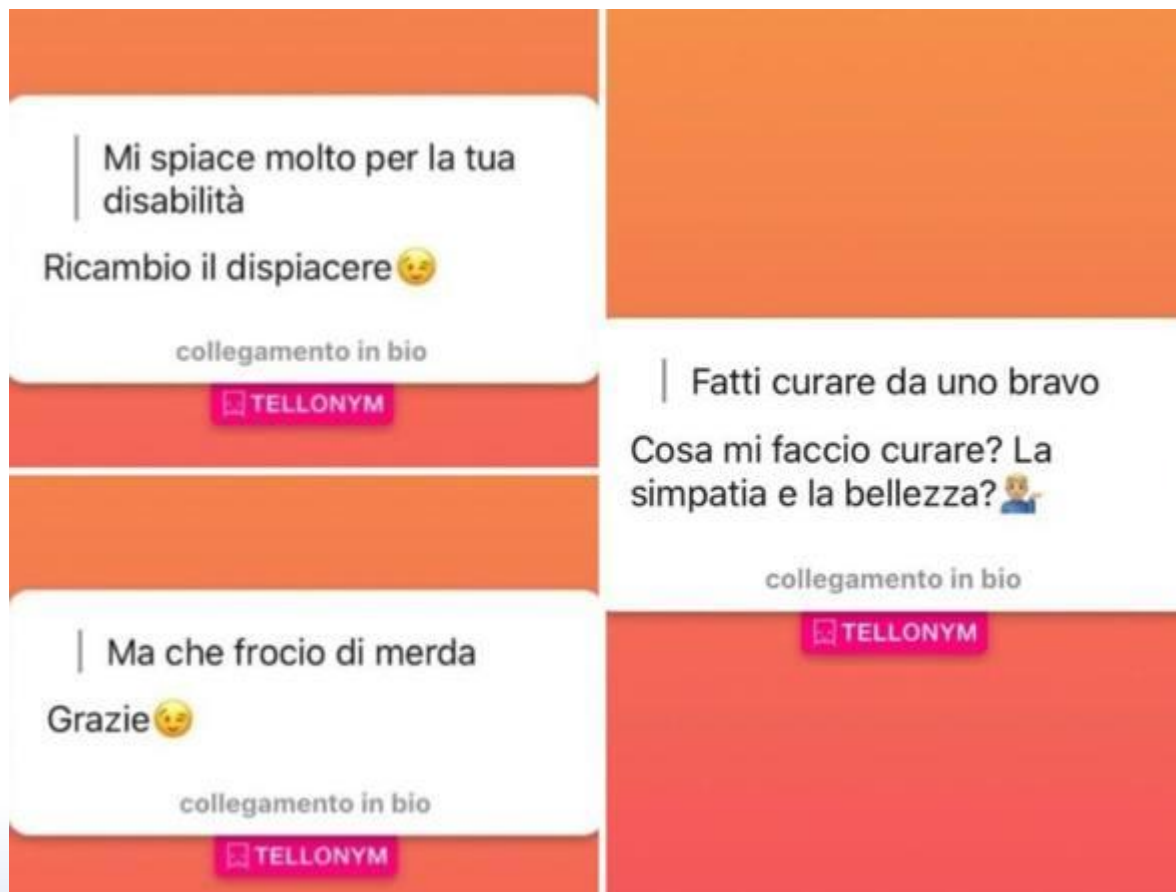 Mi spiace molto per la tua
disabilità
Ricambio il dispiacere😉
collegamento in bio
TELLONYM
Ma che frocio di merda
Grazie😉
collegamento in bio
TELLONYM
Fatti curare da uno bravo
Cosa mi faccio curare? La
simpatia e la bellezza?💁🏼‍♂️
collegamento in bio
TELLONYM